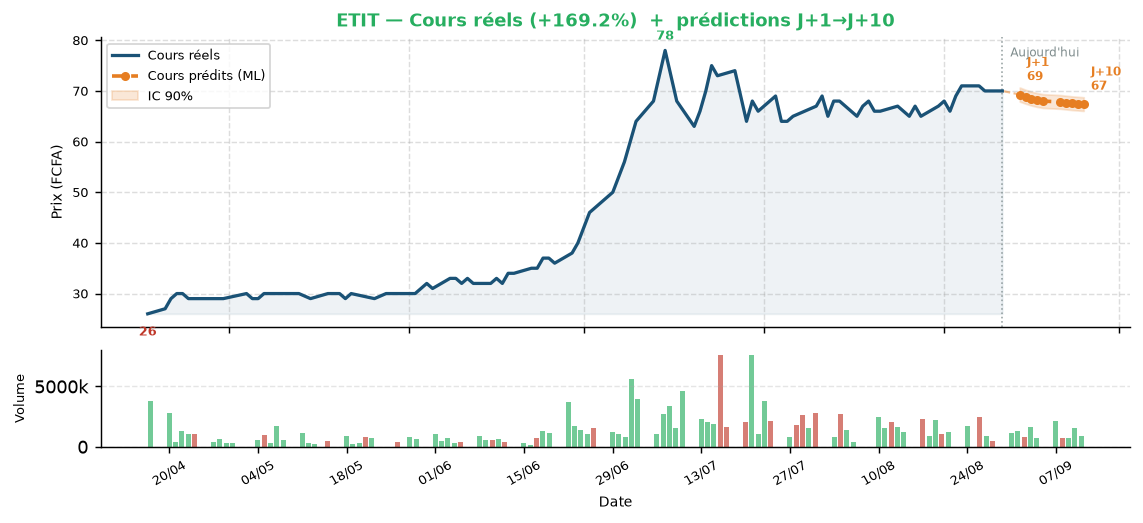 ETIT — Cours réels (+169.2%) + prédictions J+1→J+10
Cours réels
Cours prédits (ML)
IC 90%
78
Aujourd'hui
J+1
69
J+10
67
26
Prix (FCFA)
80
70
60
50
40
30
Volume
5000k
0
20/04
04/05
18/05
01/06
15/06
29/06
13/07
27/07
10/08
24/08
07/09
Date